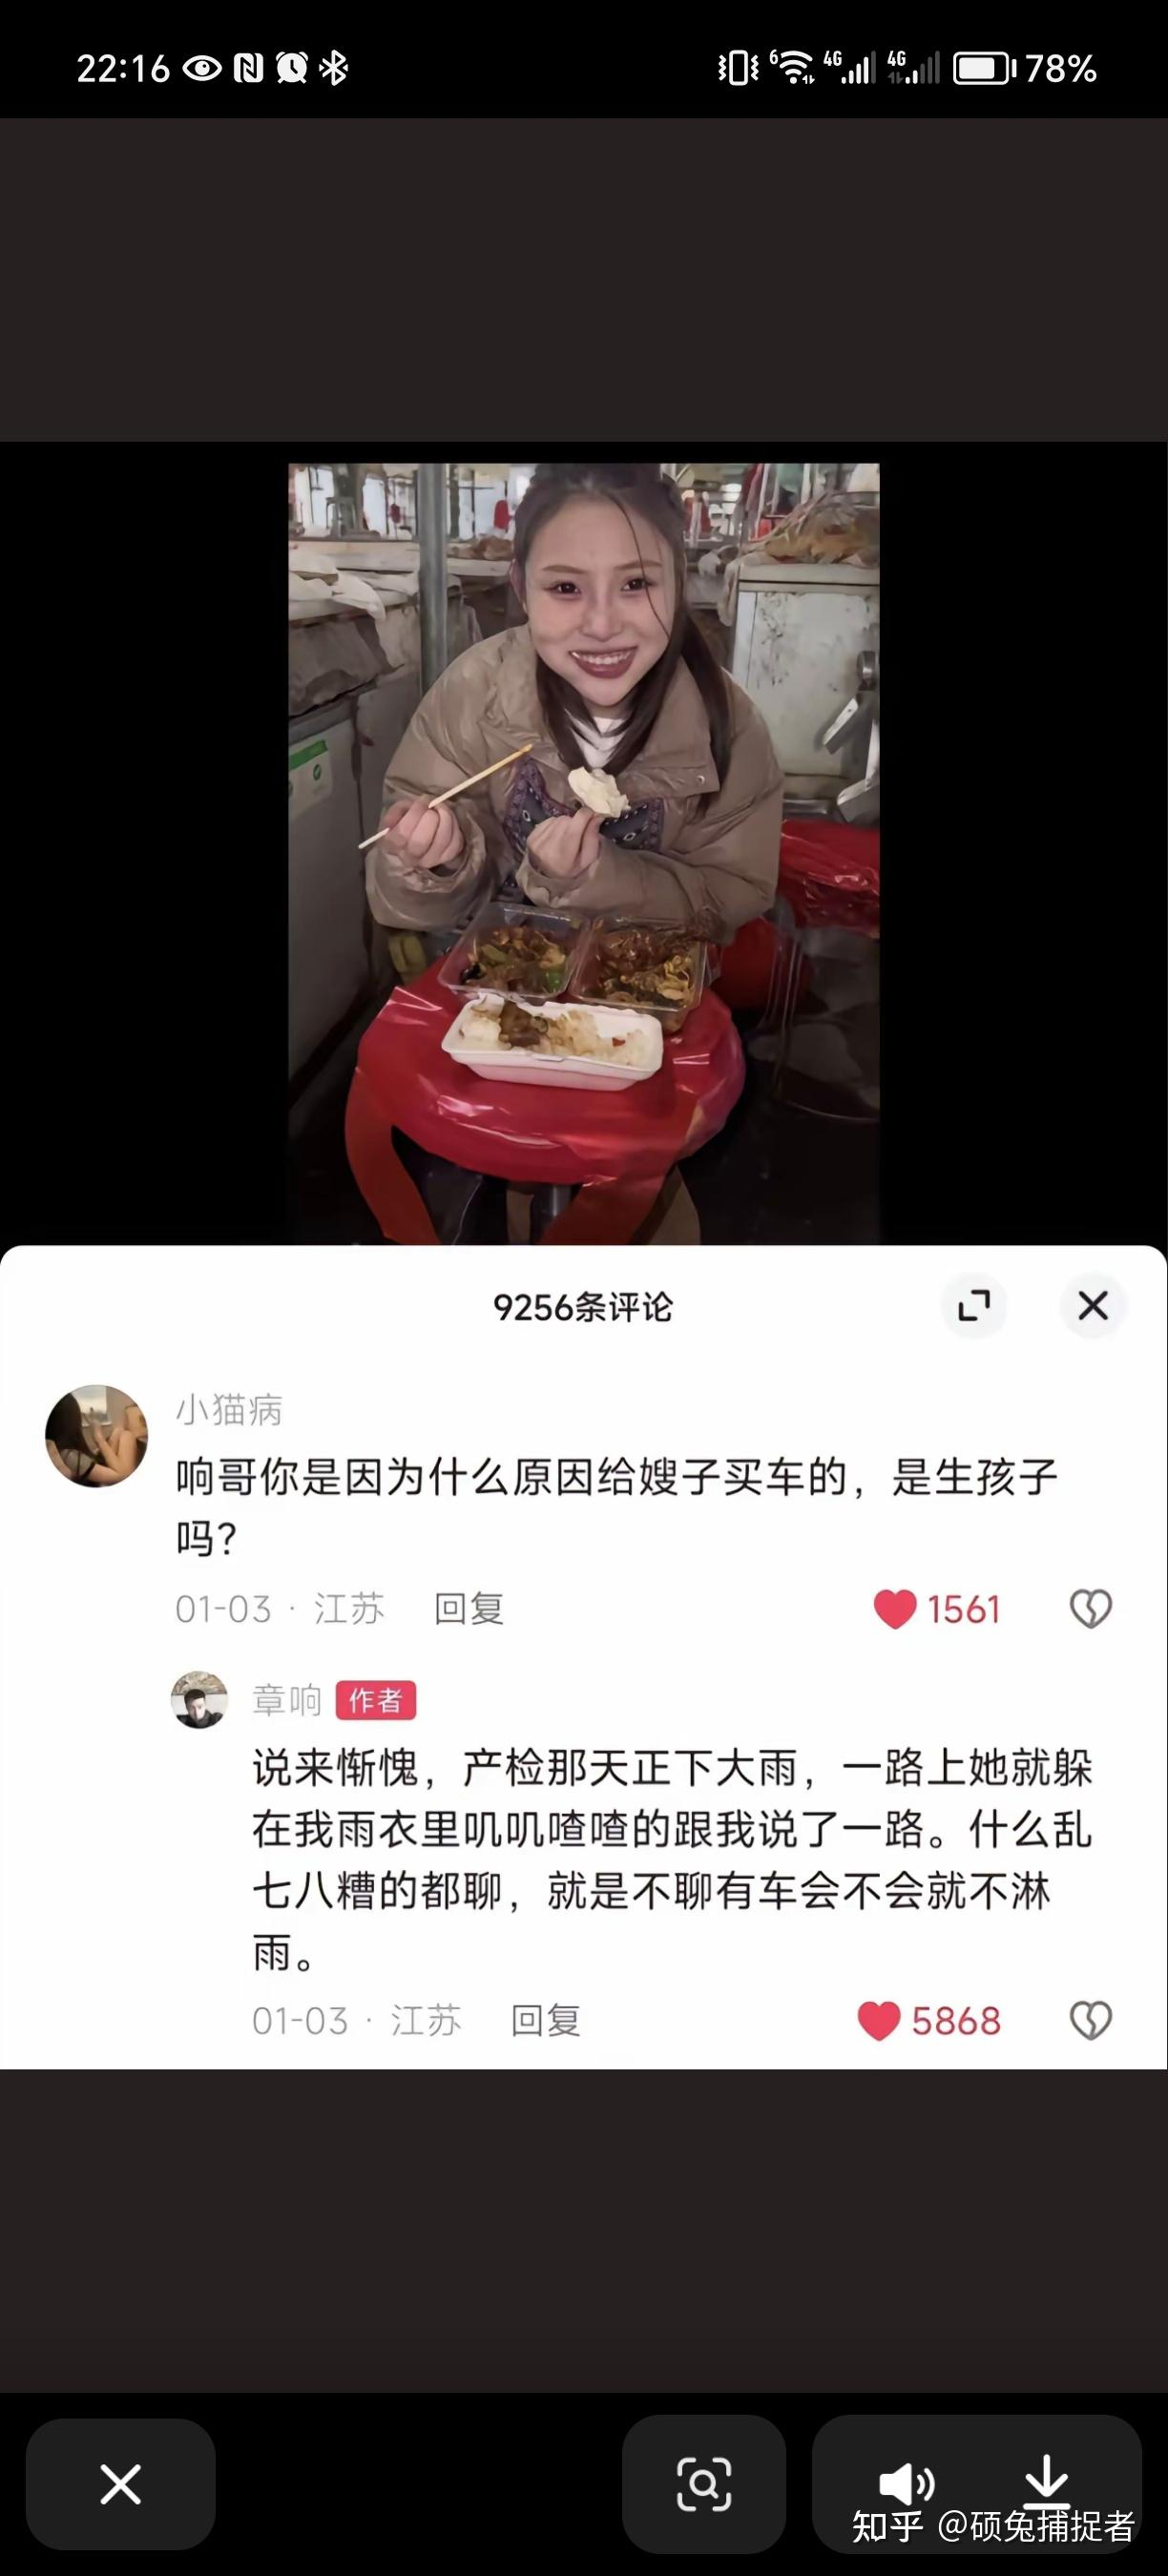 22:16
6 4G 4G 78%
9256条评论
小猫病
响哥你是因为什么原因给嫂子买车的，是生孩子
吗？
01-03 · 江苏 回复 1561
章响 作者
说来惭愧，产检那天正下大雨，一路上她就躲
在我雨衣里叽叽喳喳的跟我说了一路。什么乱
七八糟的都聊，就是不聊有车会不会就不淋
雨。
01-03 · 江苏 回复 5868
知乎 @硕兔捕捉者